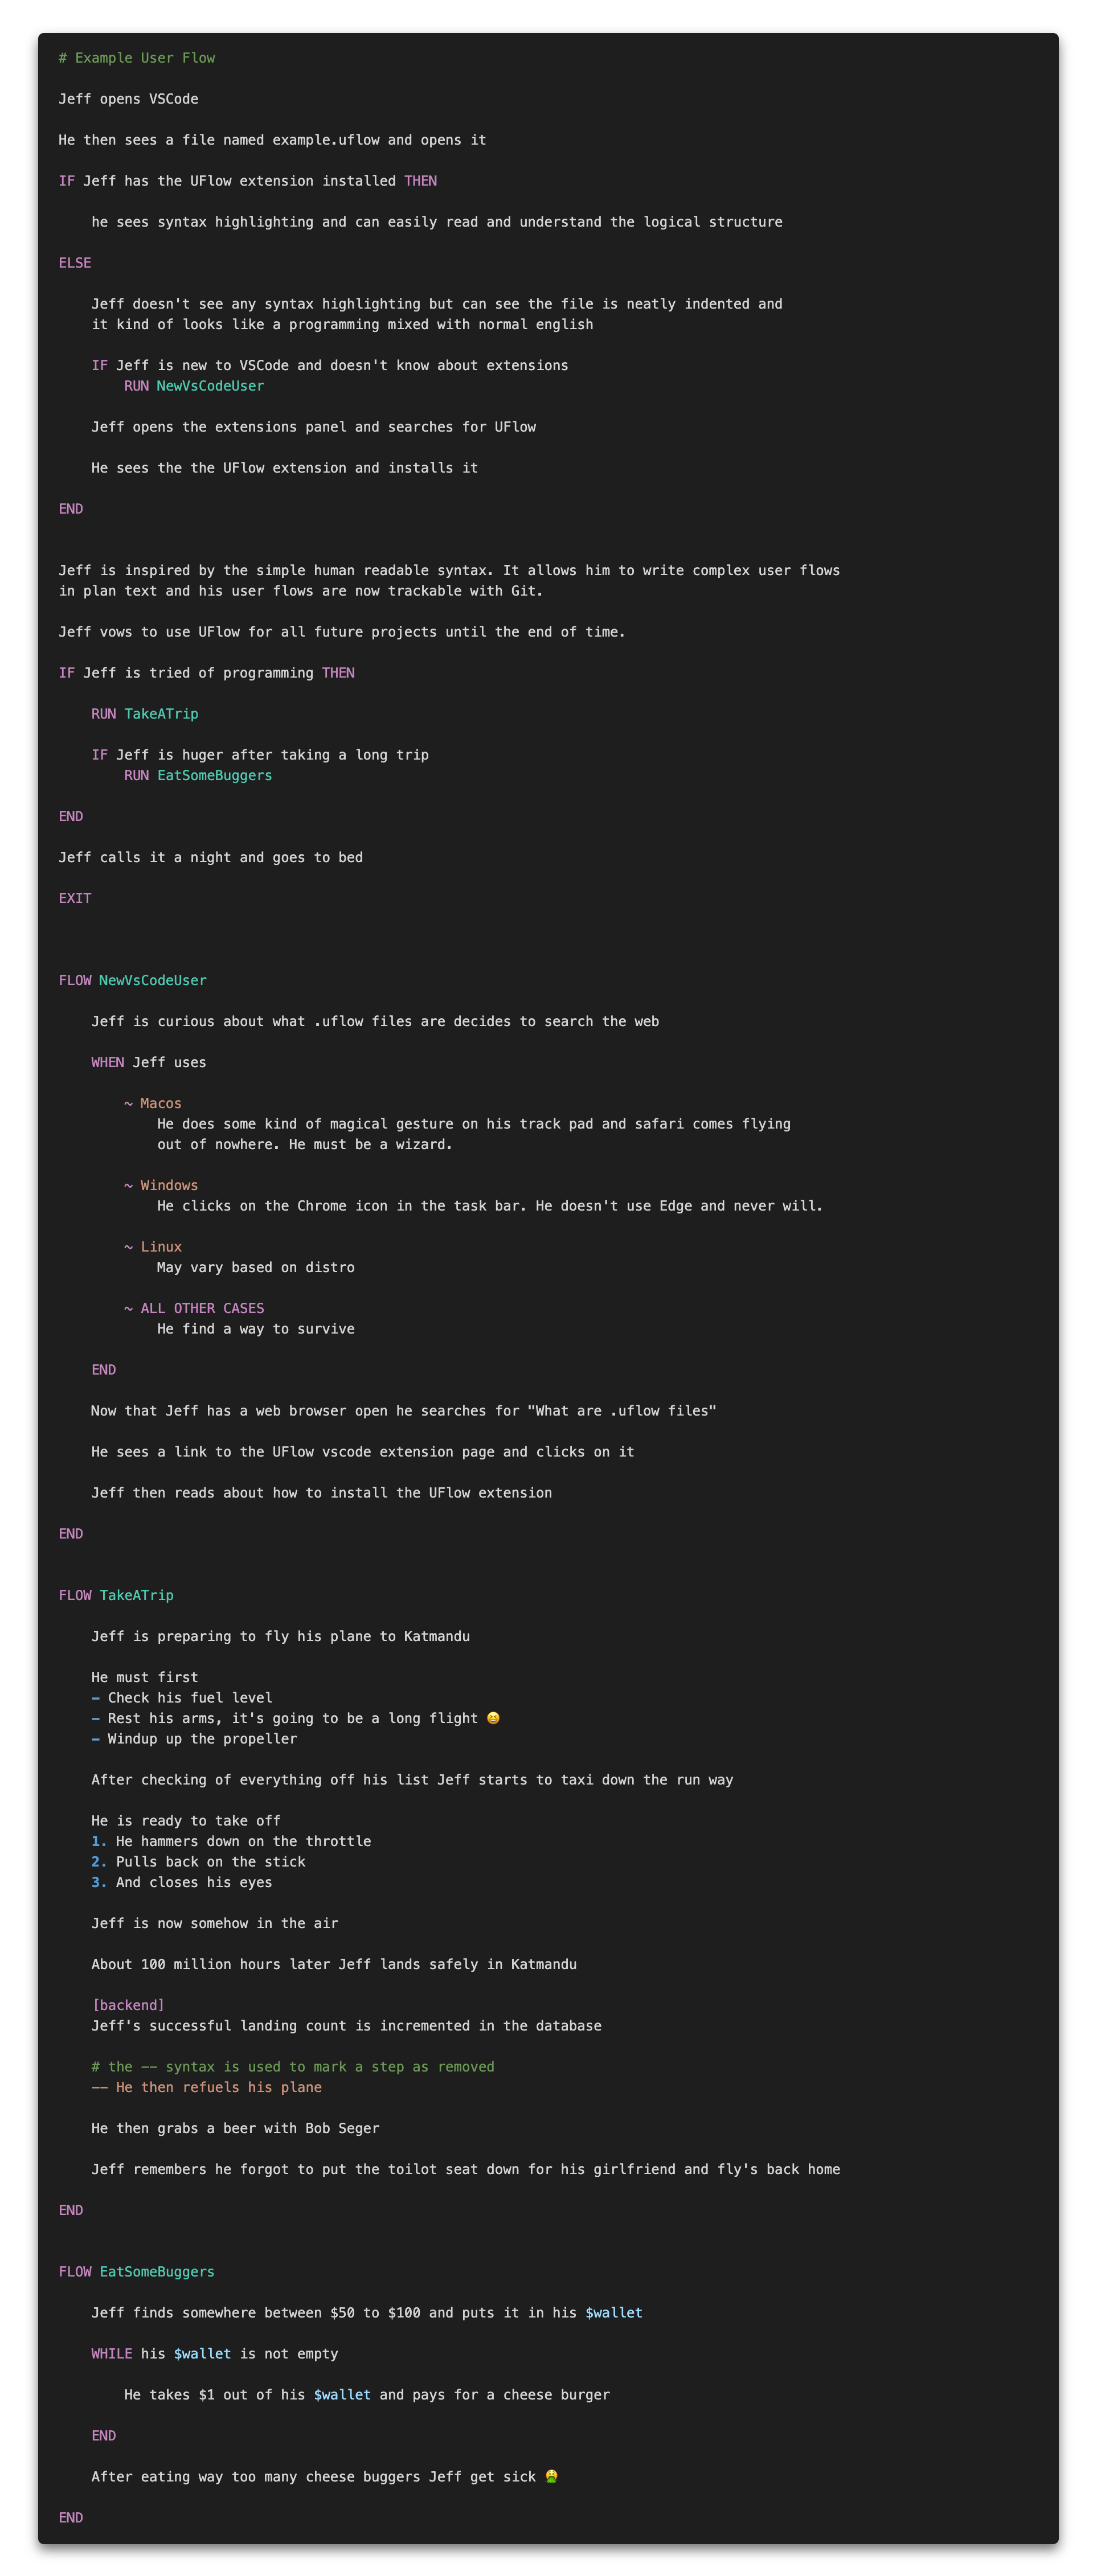 # Example User Flow
Jeff opens VSCode
He then sees a file named example.uflow and opens it
IF Jeff has the UFlow extension installed THEN
he sees syntax highlighting and can easily read and understand the logical structure
ELSE
Jeff doesn't see any syntax highlighting but can see the file is neatly indented and
it kind of looks like a programming mixed with normal english
IF Jeff is new to VSCode and doesn't know about extensions
RUN NewVsCodeUser
Jeff opens the extensions panel and searches for UFlow
He sees the the UFlow extension and installs it
END
Jeff is inspired by the simple human readable syntax. It allows him to write complex user flows
in plan text and his user flows are now trackable with Git.
Jeff vows to use UFlow for all future projects until the end of time.
IF Jeff is tried of programming THEN
RUN TakeATrip
IF Jeff is huger after taking a long trip
RUN EatSomeBuggers
END
Jeff calls it a night and goes to bed
EXIT
FLOW NewVsCodeUser
Jeff is curious about what .uflow files are decides to search the web
WHEN Jeff uses
~ Macos
He does some kind of magical gesture on his track pad and safari comes flying
out of nowhere. He must be a wizard.
~ Windows
He clicks on the Chrome icon in the task bar. He doesn't use Edge and never will.
~ Linux
May vary based on distro
~ ALL OTHER CASES
He find a way to survive
END
Now that Jeff has a web browser open he searches for "What are .uflow files"
He sees a link to the UFlow vscode extension page and clicks on it
Jeff then reads about how to install the UFlow extension
END
FLOW TakeATrip
Jeff is preparing to fly his plane to Katmandu
He must first
- Check his fuel level
- Rest his arms, it's going to be a long flight 😆
- Windup up the propeller
After checking of everything off his list Jeff starts to taxi down the run way
He is ready to take off
1. He hammers down on the throttle
2. Pulls back on the stick
3. And closes his eyes
Jeff is now somehow in the air
About 100 million hours later Jeff lands safely in Katmandu
[backend]
Jeff's successful landing count is incremented in the database
# the -- syntax is used to mark a step as removed
-- He then refuels his plane
He then grabs a beer with Bob Seger
Jeff remembers he forgot to put the toilot seat down for his girlfriend and fly's back home
END
FLOW EatSomeBuggers
Jeff finds somewhere between $50 to $100 and puts it in his $wallet
WHILE his $wallet is not empty
He takes $1 out of his $wallet and pays for a cheese burger
END
After eating way too many cheese buggers Jeff get sick 🤮
END